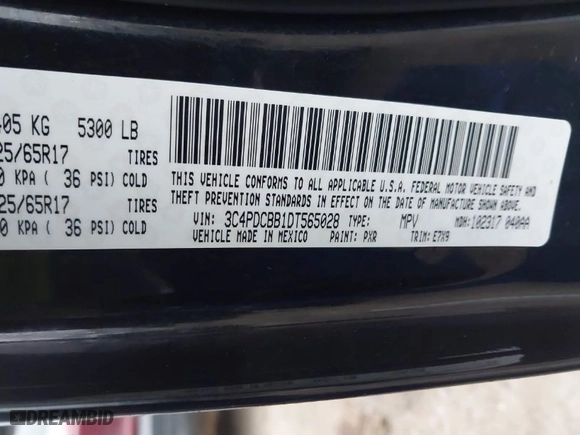 405 KG 5300 LB
25/65R17 TIRES
0 KPA ( 36 PSI) COLD
25/65R17 TIRES
0 KPA ( 36 PSI) COLD
THIS VEHICLE CONFORMS TO ALL APPLICABLE U.S.A. FEDERAL MOTOR VEHICLE SAFETY AND
THEFT PREVENTION STANDARDS IN EFFECT ON THE DATE OF MANUFACTURE SHOWN ABOVE.
VIN: 3C4PDCBB1DT565028 TYPE: MPV MDH: 102317 040AA
VEHICLE MADE IN MEXICO PAINT: PXR TRIM: E7X9
DREAMBID